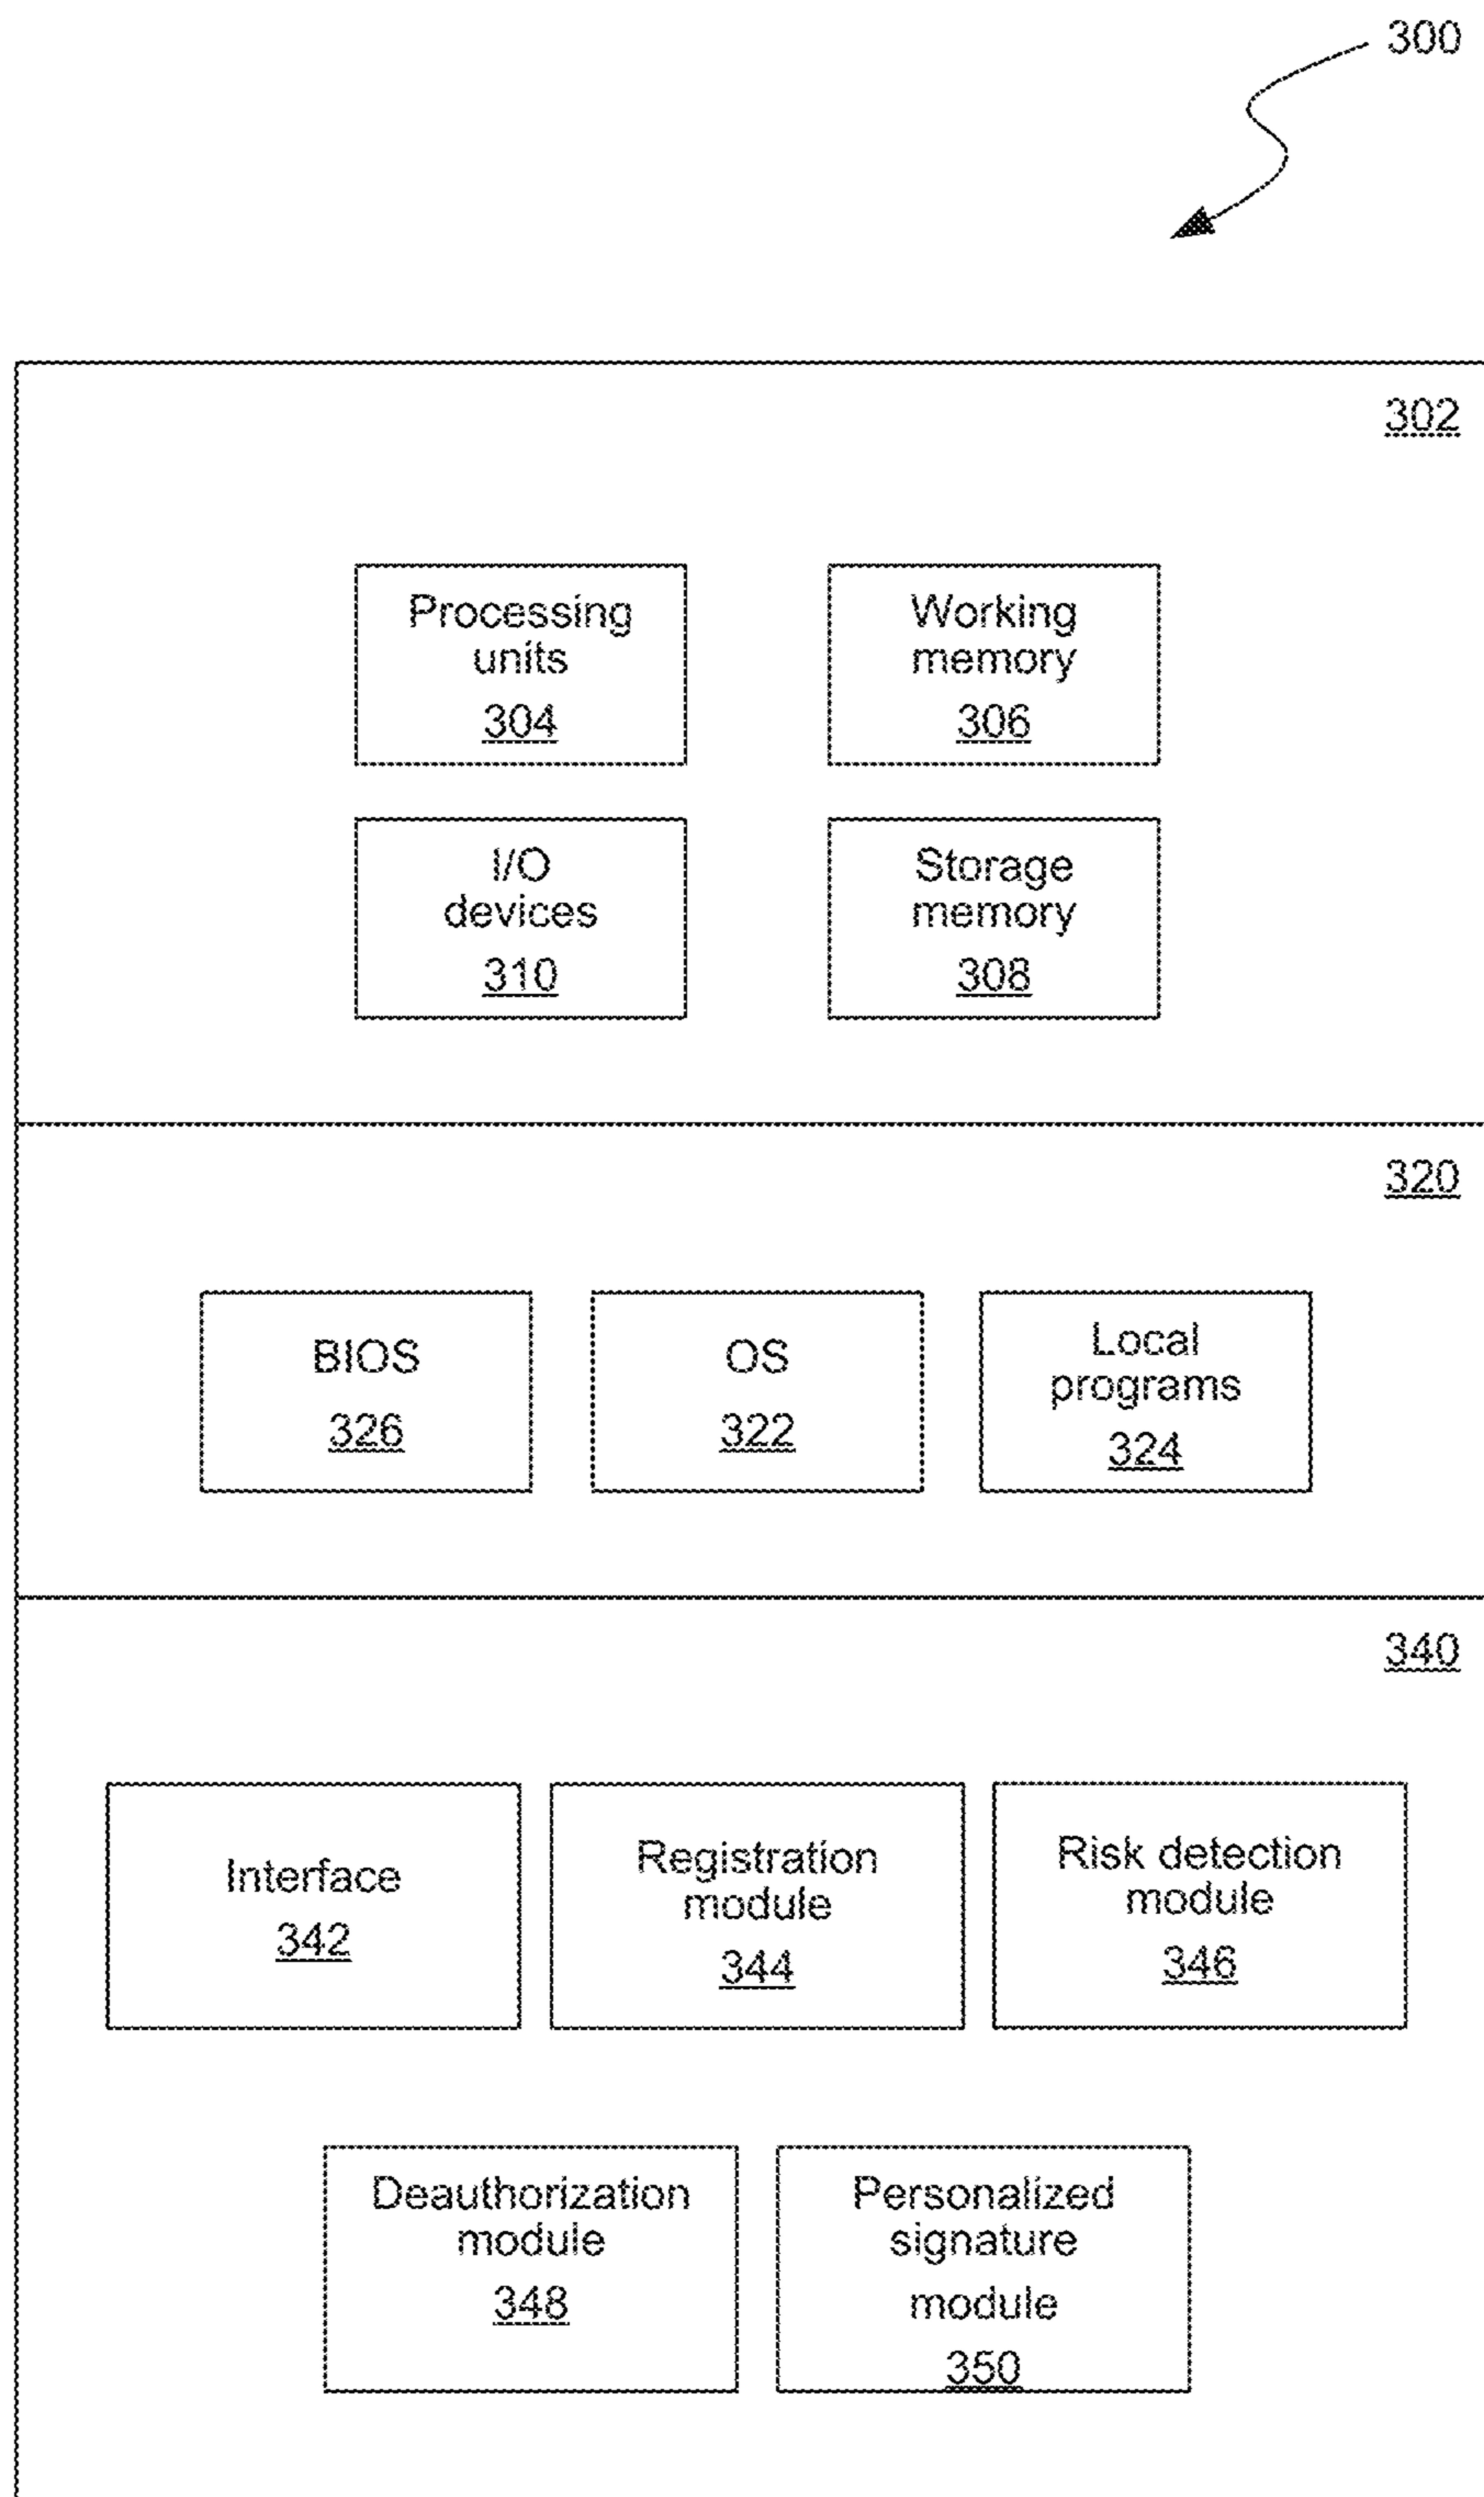 300
302
Processing
units
304
Working
memory
306
I/O
devices
310
Storage
memory
308
320
BIOS
326
OS
322
Local
programs
324
340
Interface
342
Registration
module
344
Risk detection
module
346
Deauthorization
module
348
Personalized
signature
module
350